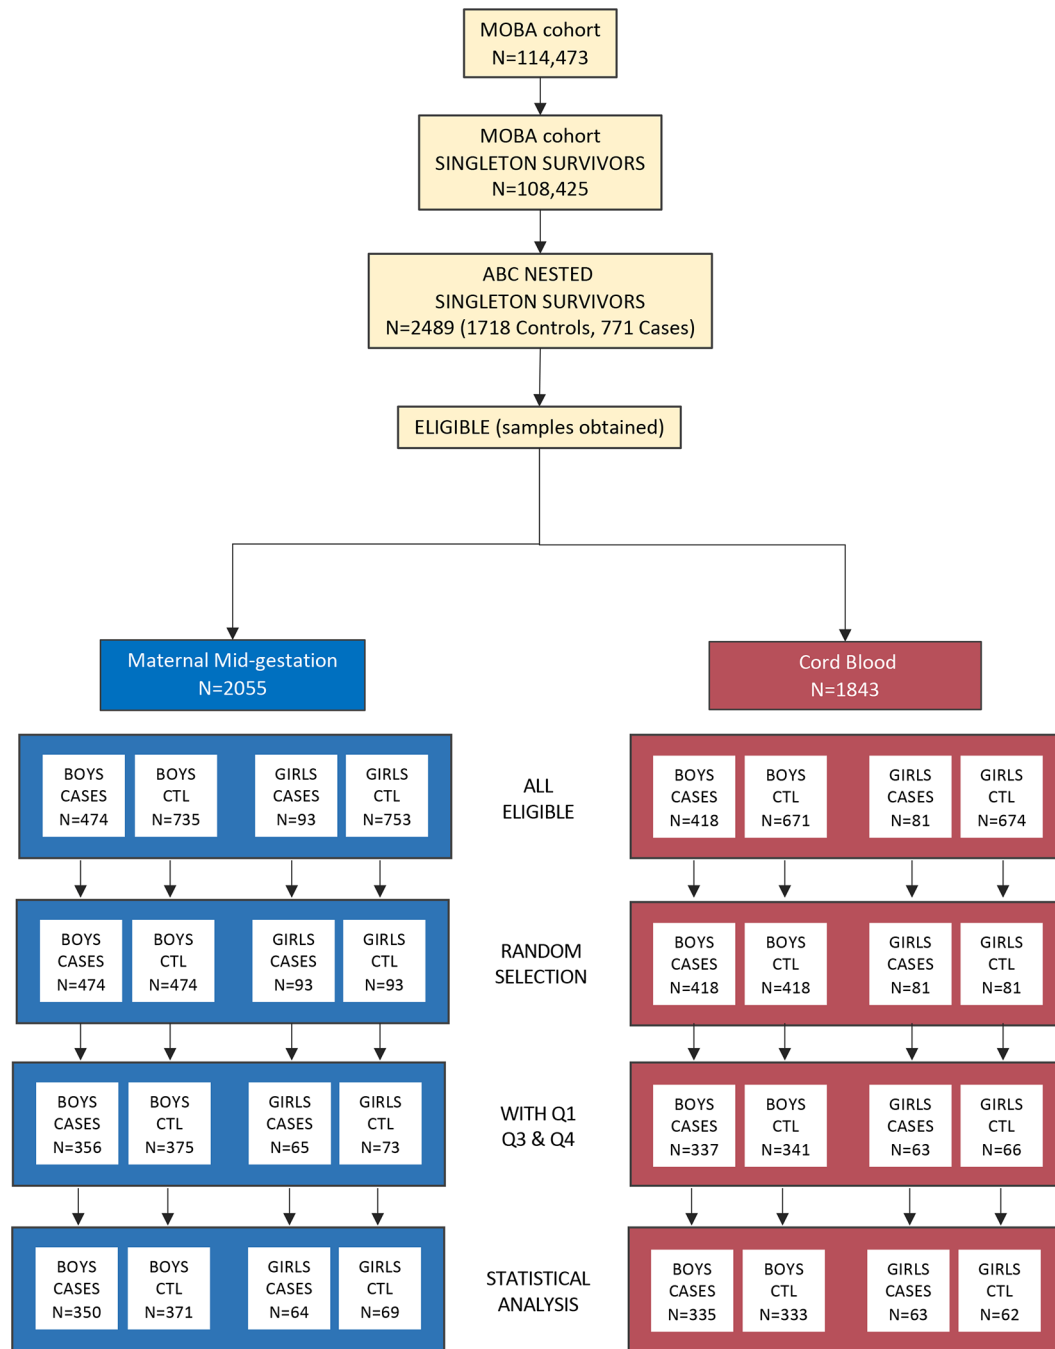 MOBA cohort
N=114,473
MOBA cohort
SINGLETON SURVIVORS
N=108,425
ABC NESTED
SINGLETON SURVIVORS
N=2489 (1718 Controls, 771 Cases)
ELIGIBLE (samples obtained)
Maternal Mid-gestation
N=2055
Cord Blood
N=1843
BOYS
CASES
N=474
BOYS
CTL
N=735
GIRLS
CASES
N=93
GIRLS
CTL
N=753
ALL
ELIGIBLE
BOYS
CASES
N=418
BOYS
CTL
N=671
GIRLS
CASES
N=81
GIRLS
CTL
N=674
BOYS
CASES
N=474
BOYS
CTL
N=474
GIRLS
CASES
N=93
GIRLS
CTL
N=93
RANDOM
SELECTION
BOYS
CASES
N=418
BOYS
CTL
N=418
GIRLS
CASES
N=81
GIRLS
CTL
N=81
BOYS
CASES
N=356
BOYS
CTL
N=375
GIRLS
CASES
N=65
GIRLS
CTL
N=73
WITH Q1
Q3 & Q4
BOYS
CASES
N=337
BOYS
CTL
N=341
GIRLS
CASES
N=63
GIRLS
CTL
N=66
BOYS
CASES
N=350
BOYS
CTL
N=371
GIRLS
CASES
N=64
GIRLS
CTL
N=69
STATISTICAL
ANALYSIS
BOYS
CASES
N=335
BOYS
CTL
N=333
GIRLS
CASES
N=63
GIRLS
CTL
N=62